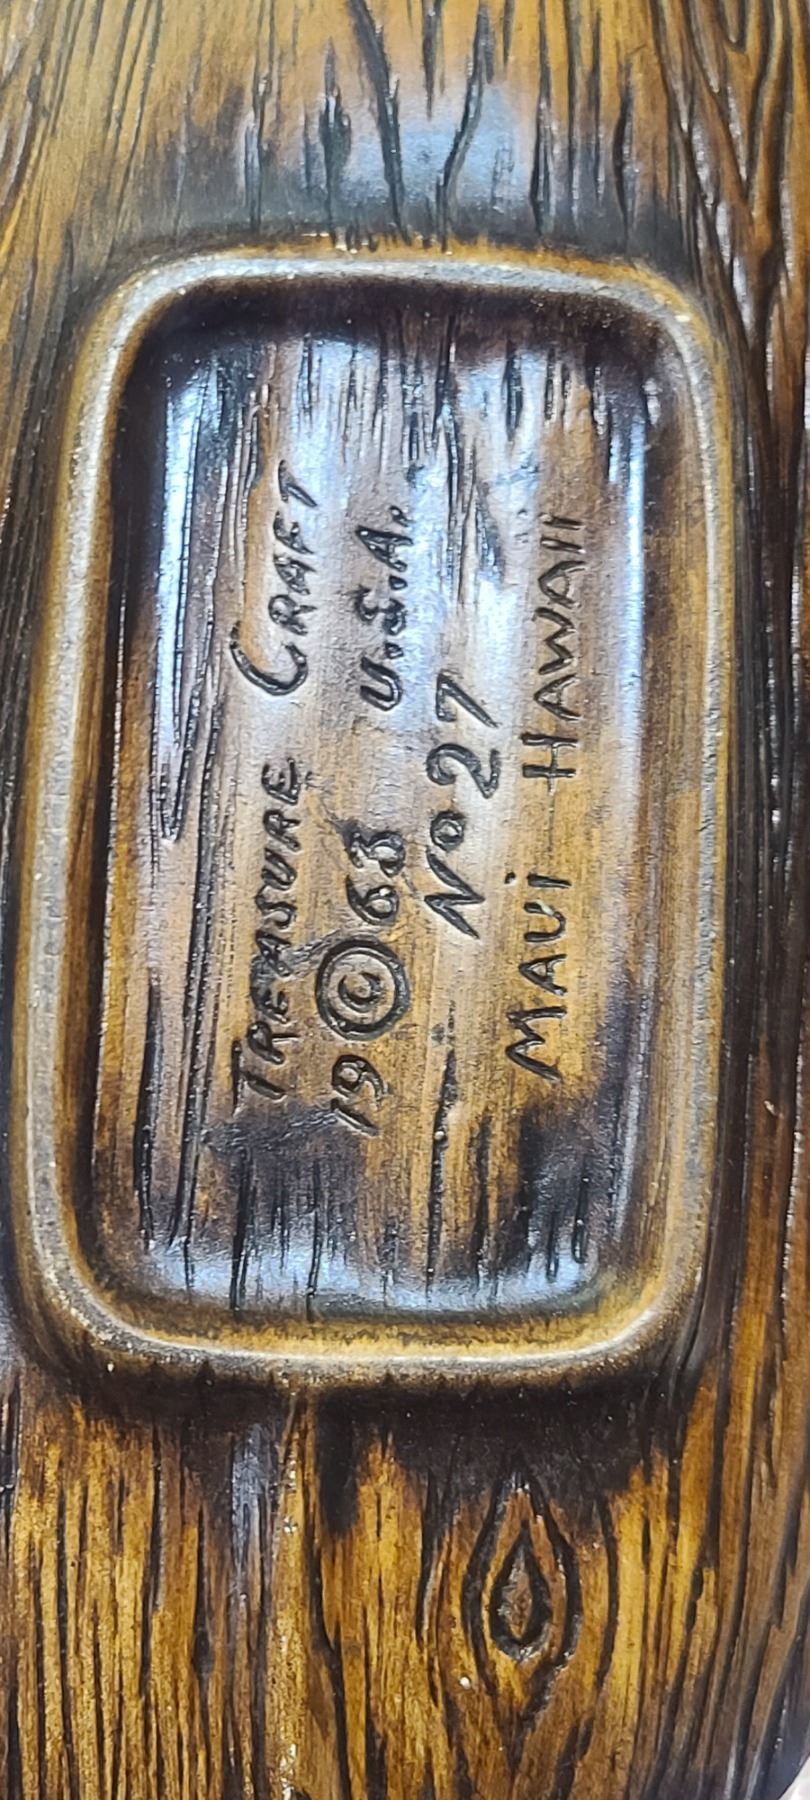 TREASURE CRAFT
19 © 63 U.S.A.
No 27
MAUI HAWAII